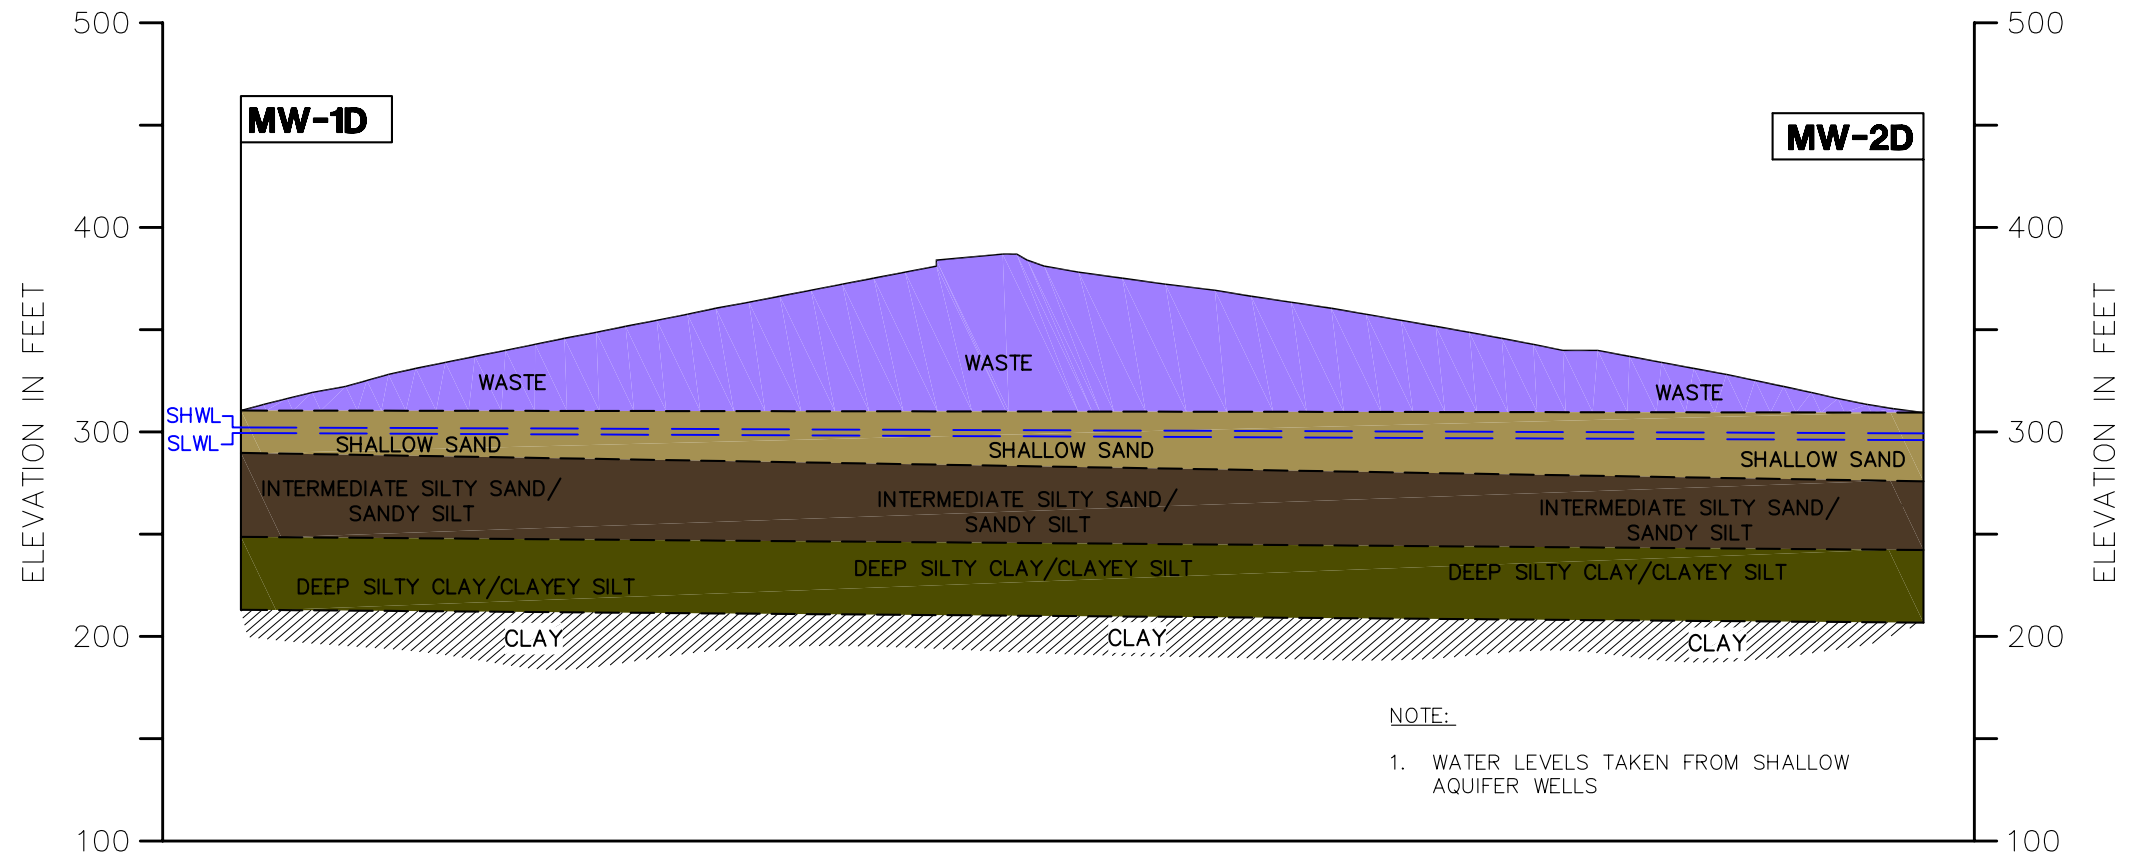 500
500
MW-1D
MW-2D
400
400
ELEVATION IN FEET
ELEVATION IN FEET
WASTE
WASTE
WASTE
SHWL
300
300
SLWL
SHALLOW SAND
SHALLOW SAND
SHALLOW SAND
INTERMEDIATE SILTY SAND/
SANDY SILT
INTERMEDIATE SILTY SAND/
SANDY SILT
INTERMEDIATE SILTY SAND/
SANDY SILT
DEEP SILTY CLAY/CLAYEY SILT
DEEP SILTY CLAY/CLAYEY SILT
DEEP SILTY CLAY/CLAYEY SILT
200
CLAY
CLAY
CLAY
200
NOTE:
1. WATER LEVELS TAKEN FROM SHALLOW
AQUIFER WELLS
100
100